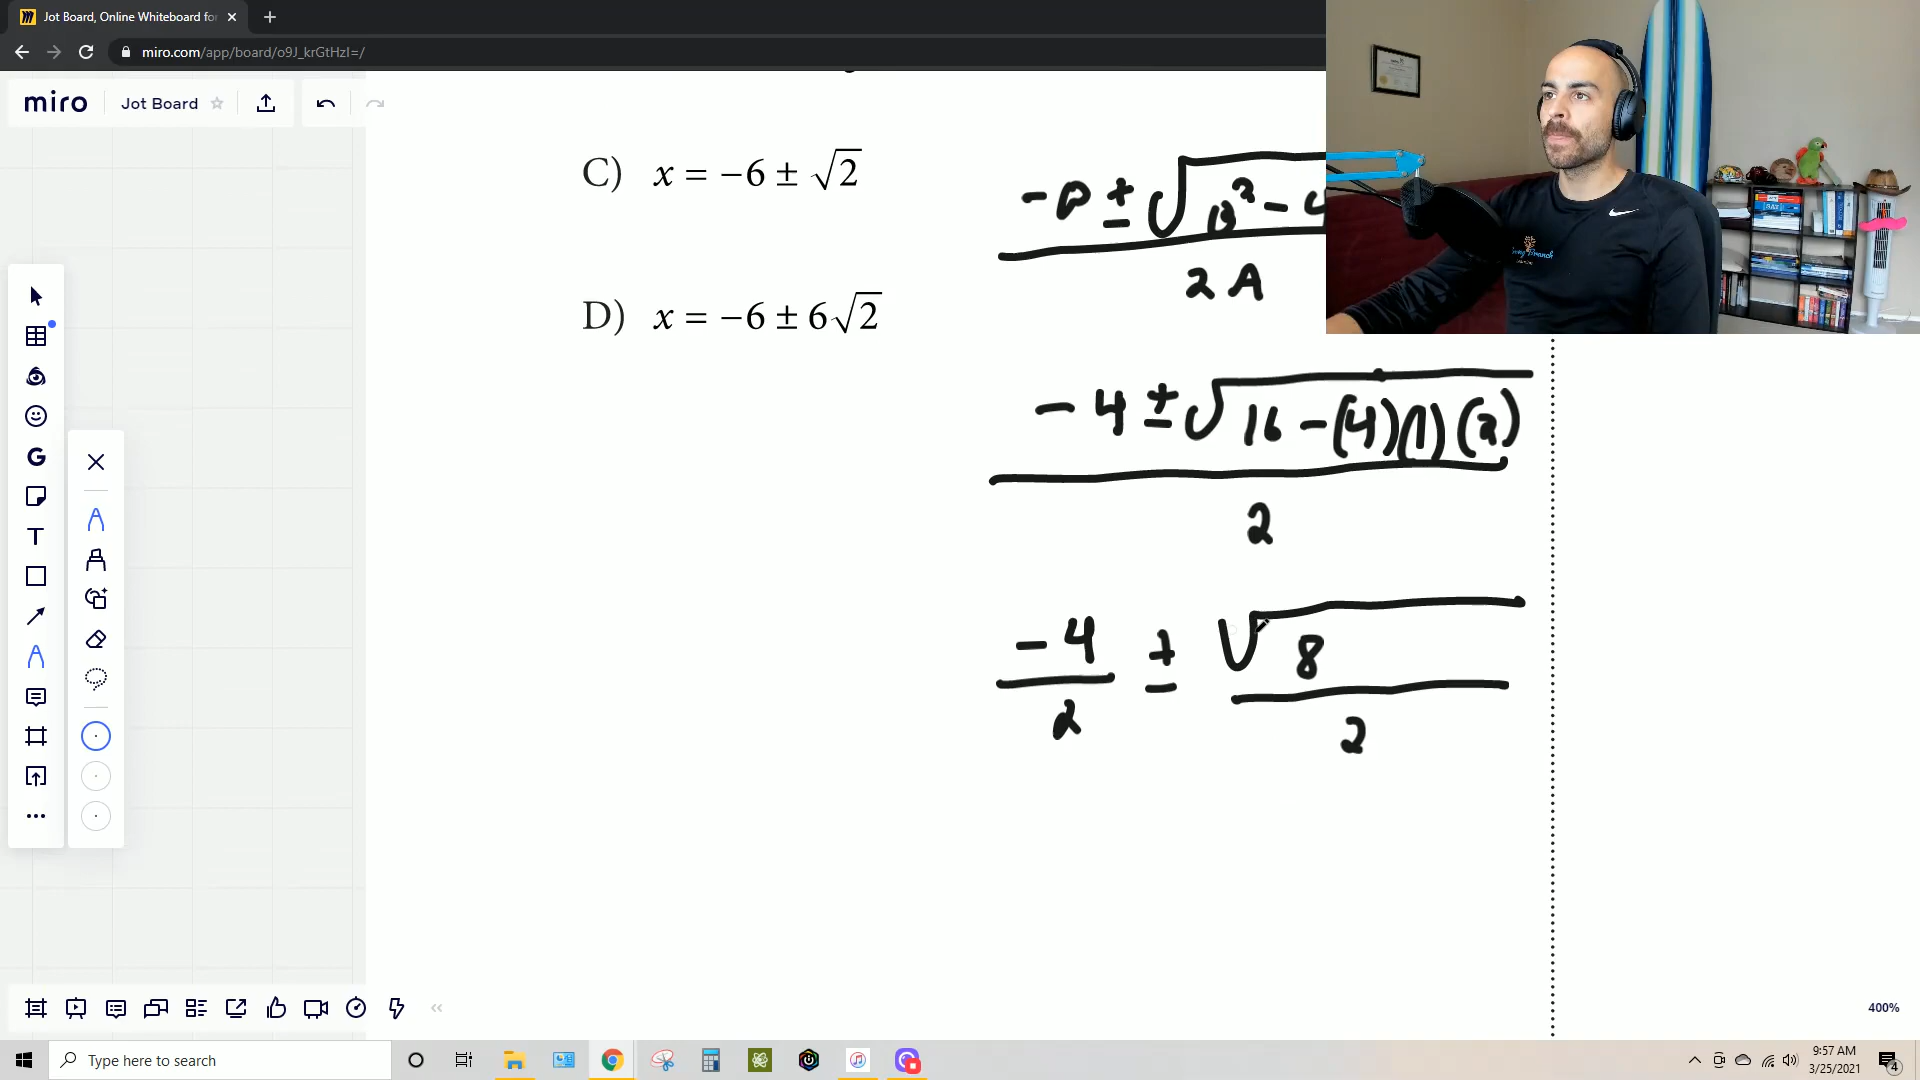 Jot Board, Online Whiteboard for
miro.com/app/board/o9J_krGtHzI=/
miro Jot Board
C) x = −6 ± √2
D) x = −6 ± 6√2
2 A
- 4 ± √16 - (4)(1)(2)
2
-4 ± √8
2 2
400%
Type here to search
9:57 AM
3/25/2021
4